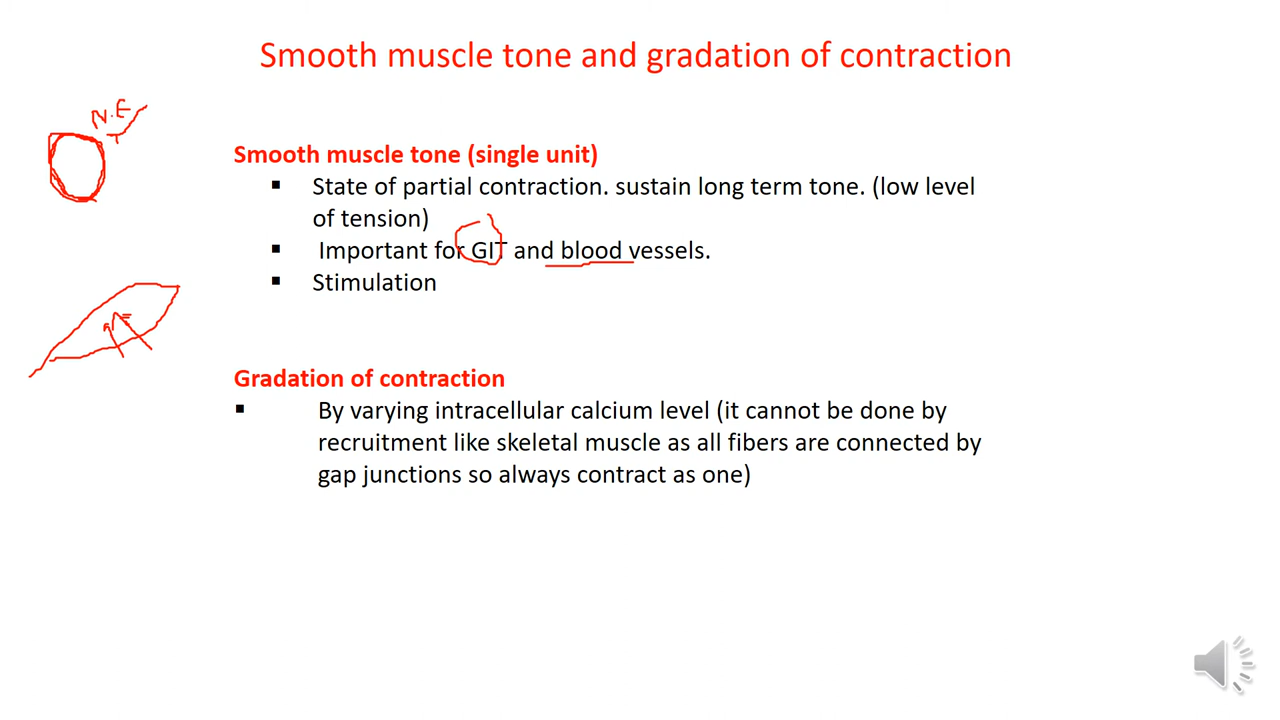 Smooth muscle tone and gradation of contraction
N.E
Smooth muscle tone (single unit)
▪ State of partial contraction. sustain long term tone. (low level
of tension)
▪ Important for GIT and blood vessels.
▪ Stimulation
Gradation of contraction
▪ By varying intracellular calcium level (it cannot be done by
recruitment like skeletal muscle as all fibers are connected by
gap junctions so always contract as one)